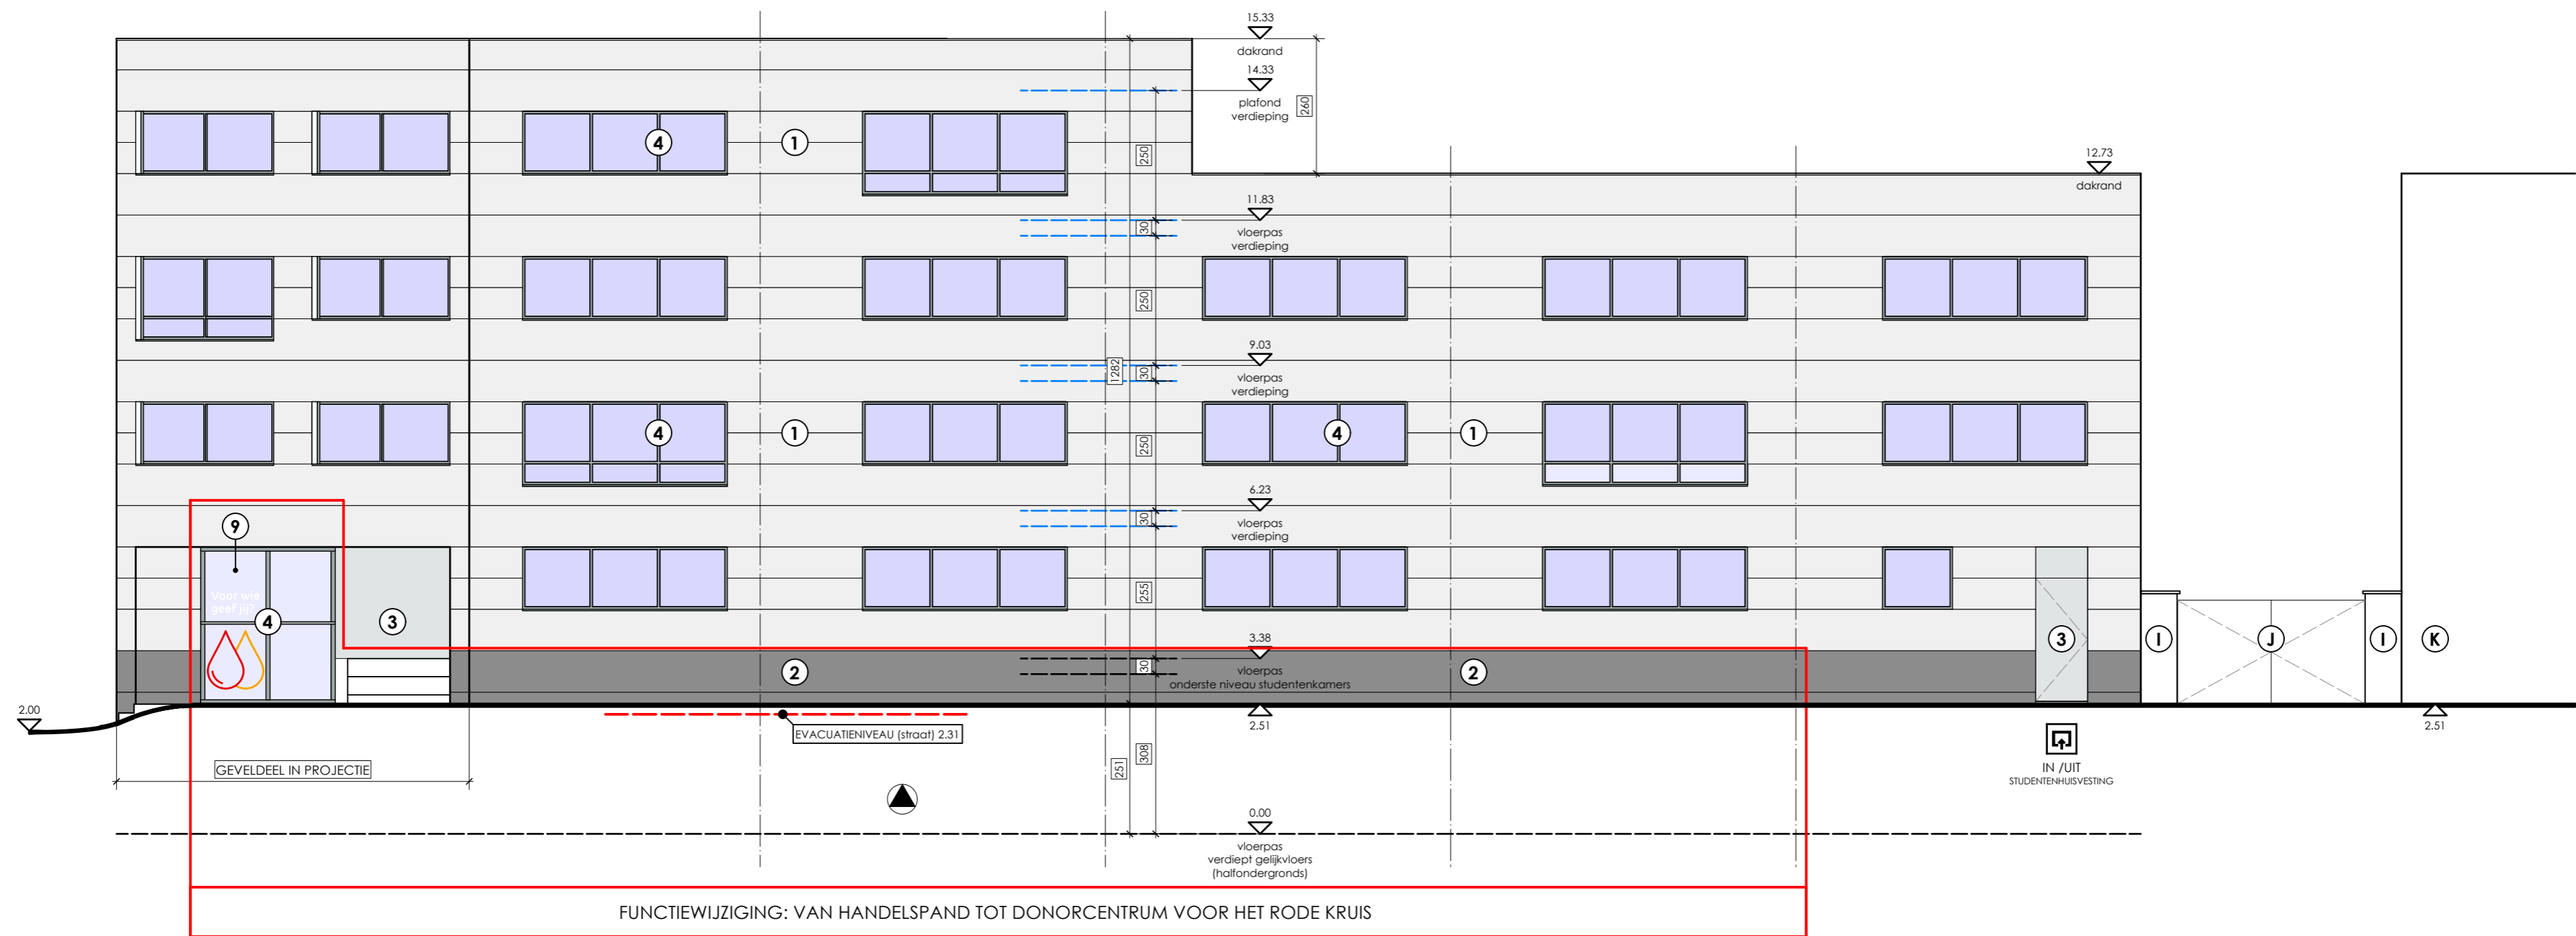 15.33
dakrand
14.33
plafond
verdieping
260
250
4
1
12.73
dakrand
11.83
vloerpas
verdieping
30
250
1282
9.03
vloerpas
verdieping
30
4
1
4
1
250
6.23
vloerpas
verdieping
30
9
Voor wie
geef jij?
4
3
255
3
I
J
I
K
3.38
vloerpas
onderste niveau studentenkamers
30
2
2
2.00
2.51
2.51
EVACUATIENIVEAU (straat) 2.31
GEVELDEEL IN PROJECTIE
251
308
IN /UIT
STUDENTENHUISVESTING
0.00
vloerpas
verdiept gelijkvloers
(halfondergronds)
FUNCTIEWIJZIGING: VAN HANDELSPAND TOT DONORCENTRUM VOOR HET RODE KRUIS